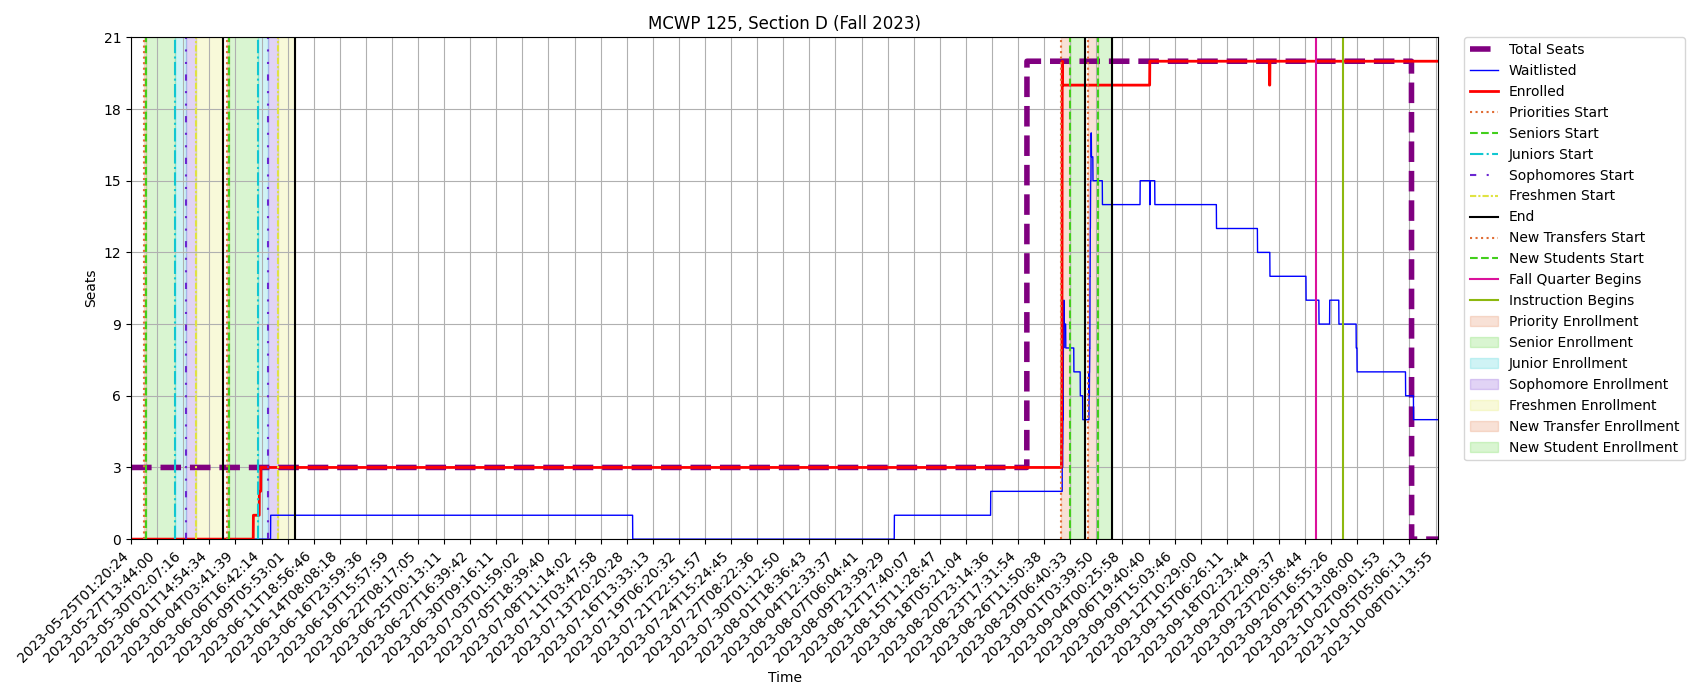 MCWP 125, Section D (Fall 2023)
Seats
21
18
15
12
9
6
3
0
2023-05-25T01:20:24
2023-05-27T13:44:00
2023-05-30T02:07:16
2023-06-01T14:54:34
2023-06-04T03:41:39
2023-06-06T16:42:14
2023-06-09T05:53:01
2023-06-11T18:56:46
2023-06-14T08:08:18
2023-06-16T23:59:36
2023-06-19T15:57:59
2023-06-22T08:17:05
2023-06-25T00:13:11
2023-06-27T16:39:42
2023-06-30T09:16:11
2023-07-03T01:59:02
2023-07-05T18:39:40
2023-07-08T11:14:02
2023-07-11T03:47:58
2023-07-13T20:20:28
2023-07-16T13:33:13
2023-07-19T06:20:32
2023-07-21T22:51:57
2023-07-24T15:24:45
2023-07-27T08:22:36
2023-07-30T01:12:50
2023-08-01T18:36:43
2023-08-04T12:33:37
2023-08-07T06:04:41
2023-08-09T23:39:29
2023-08-12T17:40:07
2023-08-15T11:28:47
2023-08-18T05:21:04
2023-08-20T23:14:36
2023-08-23T17:31:54
2023-08-26T11:50:38
2023-08-29T06:40:33
2023-09-01T03:39:50
2023-09-04T00:25:58
2023-09-06T19:40:40
2023-09-09T15:03:46
2023-09-12T10:29:00
2023-09-15T06:26:11
2023-09-18T02:23:44
2023-09-20T22:09:37
2023-09-23T20:58:44
2023-09-26T16:55:26
2023-09-29T13:08:00
2023-10-02T09:01:53
2023-10-05T05:06:13
2023-10-08T01:13:55
Time
Total Seats
Waitlisted
Enrolled
Priorities Start
Seniors Start
Juniors Start
Sophomores Start
Freshmen Start
End
New Transfers Start
New Students Start
Fall Quarter Begins
Instruction Begins
Priority Enrollment
Senior Enrollment
Junior Enrollment
Sophomore Enrollment
Freshmen Enrollment
New Transfer Enrollment
New Student Enrollment